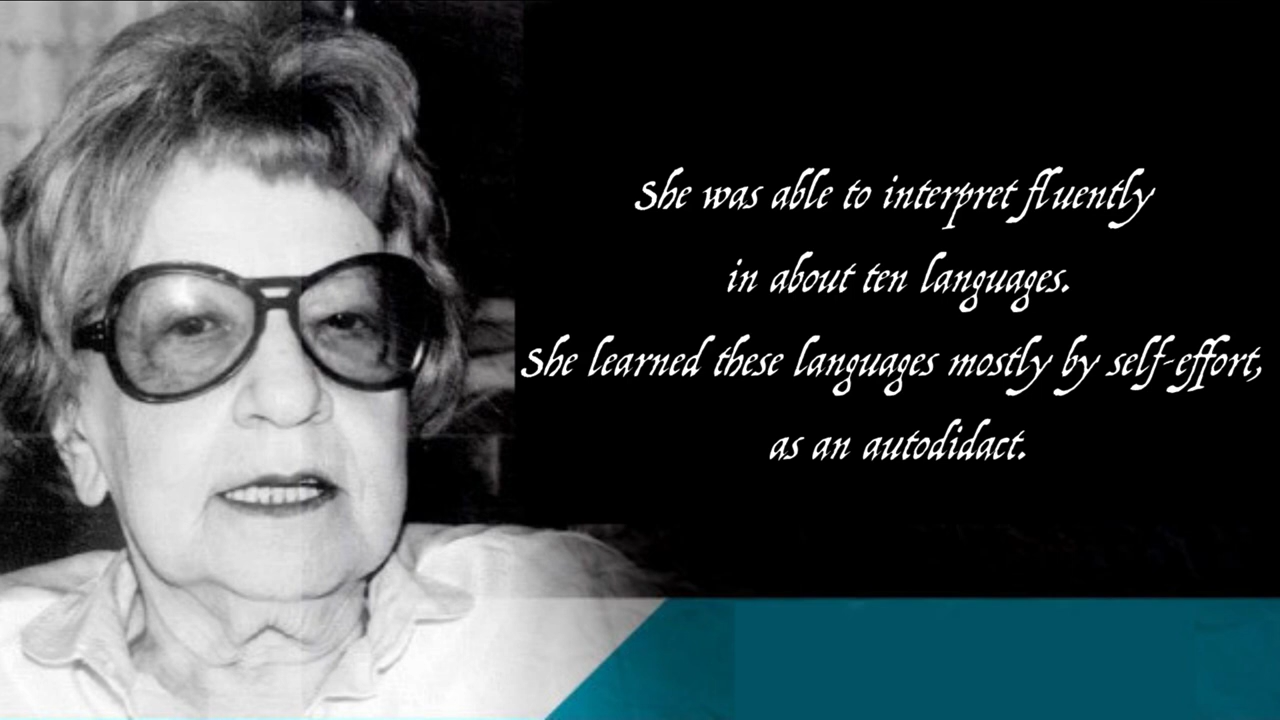 She was able to interpret fluently
in about ten languages.
She learned these languages mostly by self-effort,
as an autodidact.